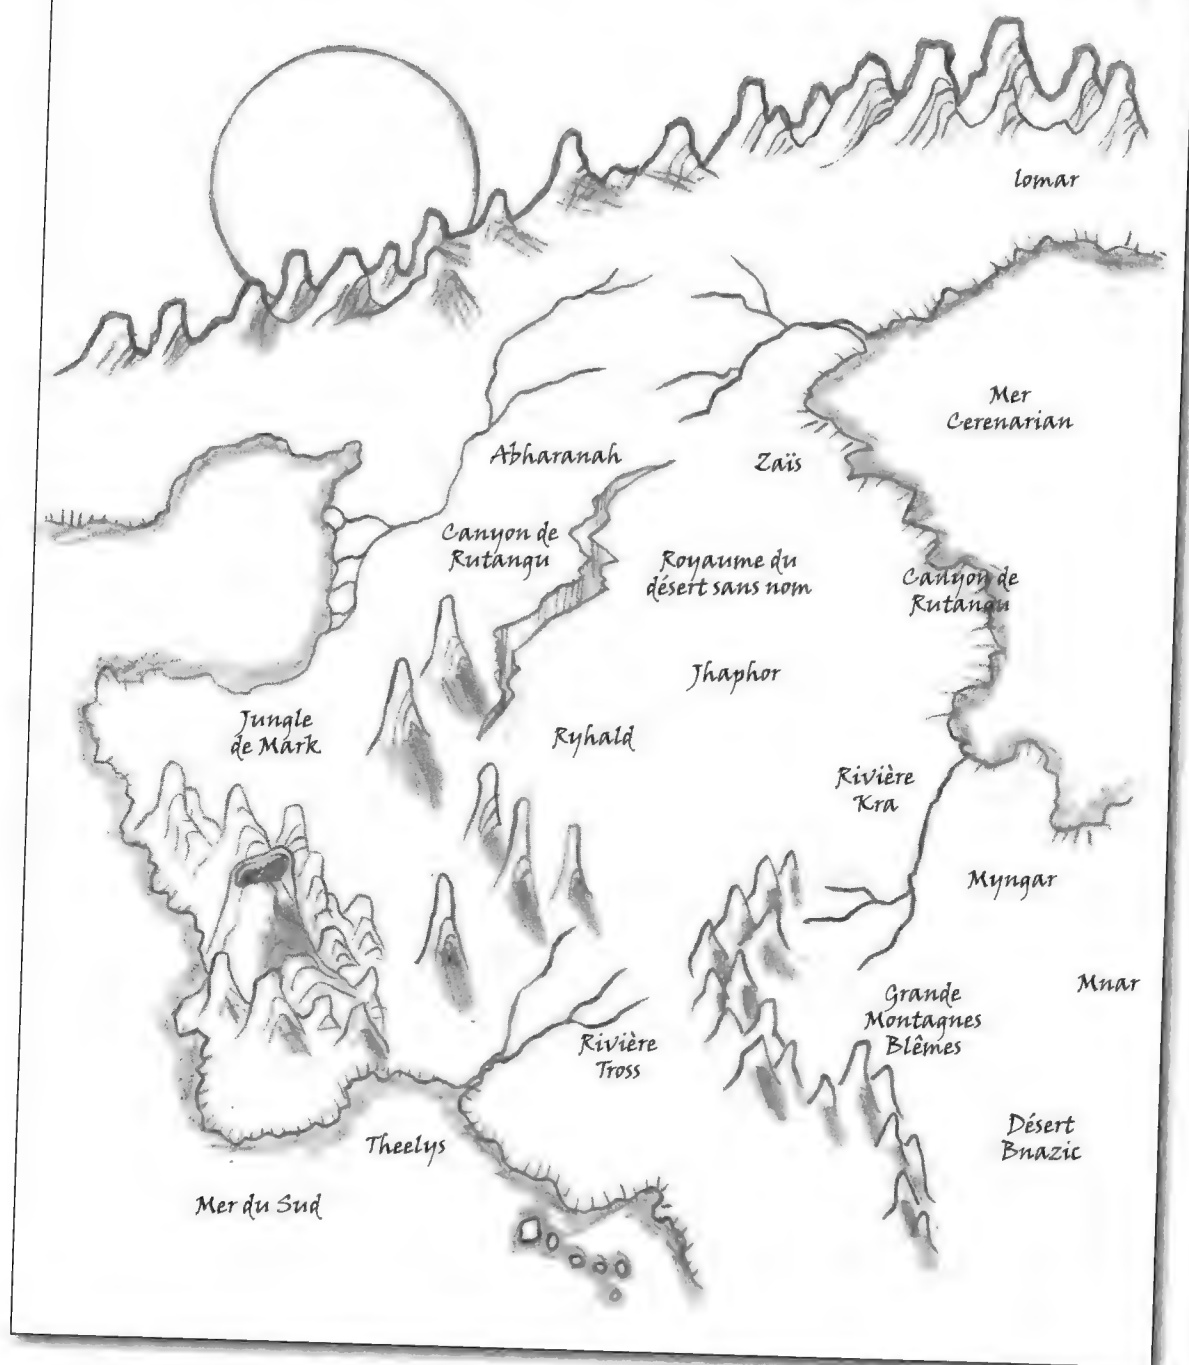 lomar
Mer
Cerenarian
Abharanah
Zaïs
Canyon de
Rutangu
Royaume du
désert sans nom
Canyon de
Rutangu
Jhaphor
Jungle
de Mark
Ryhald
Rivière
Kra
Myngar
Mnar
Grande
Montagnes
Blêmes
Rivière
Tross
Désert
Bnazic
Theelys
Mer du Sud